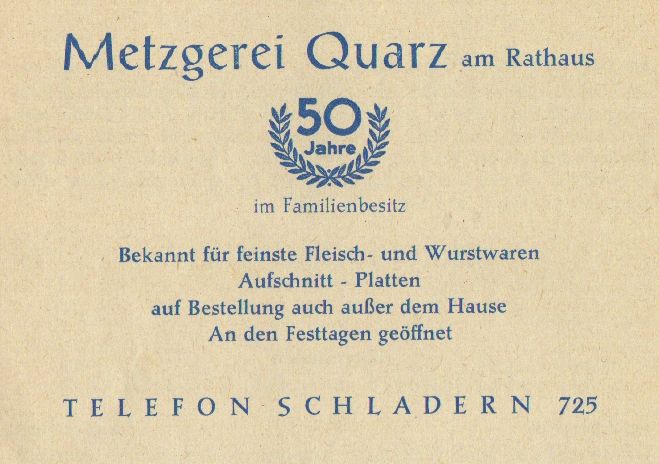 Metzgerei Quarz am Rathaus
50
Jahre
im Familienbesitz
Bekannt für feinste Fleisch- und Wurstwaren
Aufschnitt - Platten
auf Bestellung auch außer dem Hause
An den Festtagen geöffnet
TELEFON SCHLADERN 725